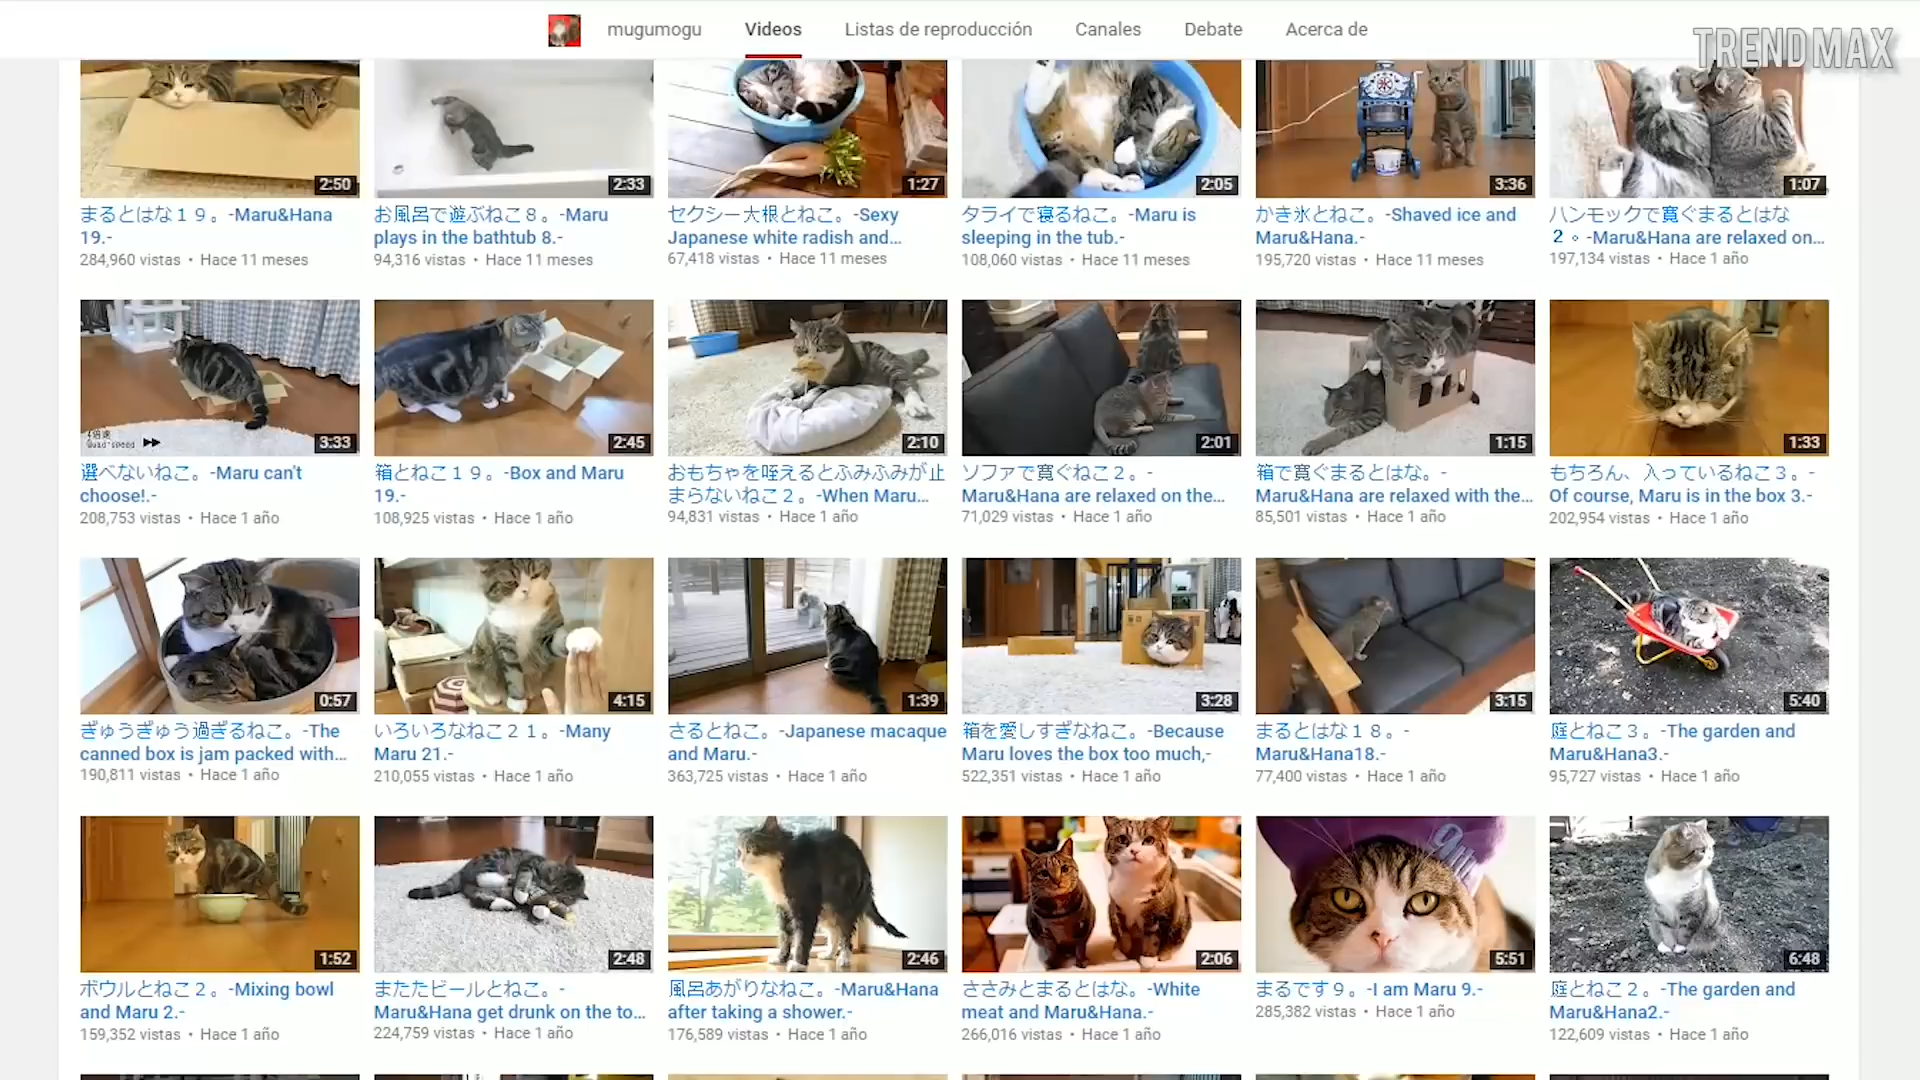 mugumogu
Videos
Listas de reproducción
Canales
Debate
Acerca de
TREND MAX
2:50
2:33
1:27
2:05
3:36
1:07
まるとはな１９。-Maru&Hana
19.-
284,960 vistas • Hace 11 meses
お風呂で遊ぶねこ８。-Maru
plays in the bathtub 8.-
94,316 vistas • Hace 11 meses
セクシー大根とねこ。-Sexy
Japanese white radish and...
67,418 vistas • Hace 11 meses
タライで寝るねこ。-Maru is
sleeping in the tub.-
108,060 vistas • Hace 11 meses
かき氷とねこ。-Shaved ice and
Maru&Hana.-
195,720 vistas • Hace 11 meses
ハンモックで寛ぐまるとはな
２。-Maru&Hana are relaxed on...
197,134 vistas • Hace 1 año
4倍速
Quad-speed
3:33
2:45
2:10
2:01
1:15
1:33
選べないねこ。-Maru can't
choose!.-
208,753 vistas • Hace 1 año
箱とねこ１９。-Box and Maru
19.-
108,925 vistas • Hace 1 año
おもちゃを咥えるとふみふみが止
まらないねこ２。-When Maru...
94,831 vistas • Hace 1 año
ソファで寛ぐねこ２。-
Maru&Hana are relaxed on the...
71,029 vistas • Hace 1 año
箱で寛ぐまるとはな。-
Maru&Hana are relaxed with the...
85,501 vistas • Hace 1 año
もちろん、入っているねこ３。-
Of course, Maru is in the box 3.-
202,954 vistas • Hace 1 año
0:57
4:15
1:39
3:28
3:15
5:40
ぎゅうぎゅう過ぎるねこ。-The
canned box is jam packed with...
190,811 vistas • Hace 1 año
いろいろなねこ２１。-Many
Maru 21.-
210,055 vistas • Hace 1 año
さるとねこ。-Japanese macaque
and Maru.-
363,725 vistas • Hace 1 año
箱を愛しすぎなねこ。-Because
Maru loves the box too much,-
522,351 vistas • Hace 1 año
まるとはな１８。-
Maru&Hana18.-
77,400 vistas • Hace 1 año
庭とねこ３。-The garden and
Maru&Hana3.-
95,727 vistas • Hace 1 año
1:52
2:48
2:46
2:06
5:51
6:48
ボウルとねこ２。-Mixing bowl
and Maru 2.-
159,352 vistas • Hace 1 año
またたビールとねこ。-
Maru&Hana get drunk on the to...
224,759 vistas • Hace 1 año
風呂あがりなねこ。-Maru&Hana
after taking a shower.-
176,589 vistas • Hace 1 año
ささみとまるとはな。-White
meat and Maru&Hana.-
266,016 vistas • Hace 1 año
まるです９。-I am Maru 9.-
285,382 vistas • Hace 1 año
庭とねこ２。-The garden and
Maru&Hana2.-
122,609 vistas • Hace 1 año